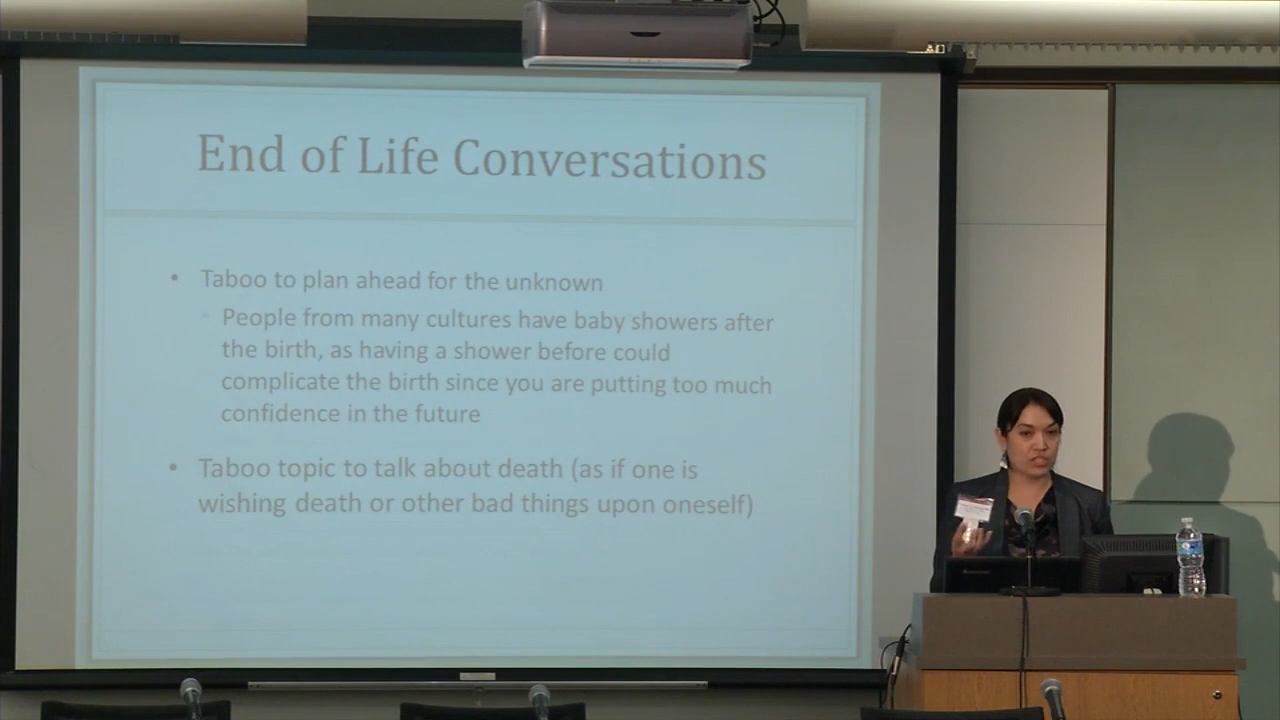 End of Life Conversations
• Taboo to plan ahead for the unknown
People from many cultures have baby showers after
the birth, as having a shower before could
complicate the birth since you are putting too much
confidence in the future
• Taboo topic to talk about death (as if one is
wishing death or other bad things upon oneself)